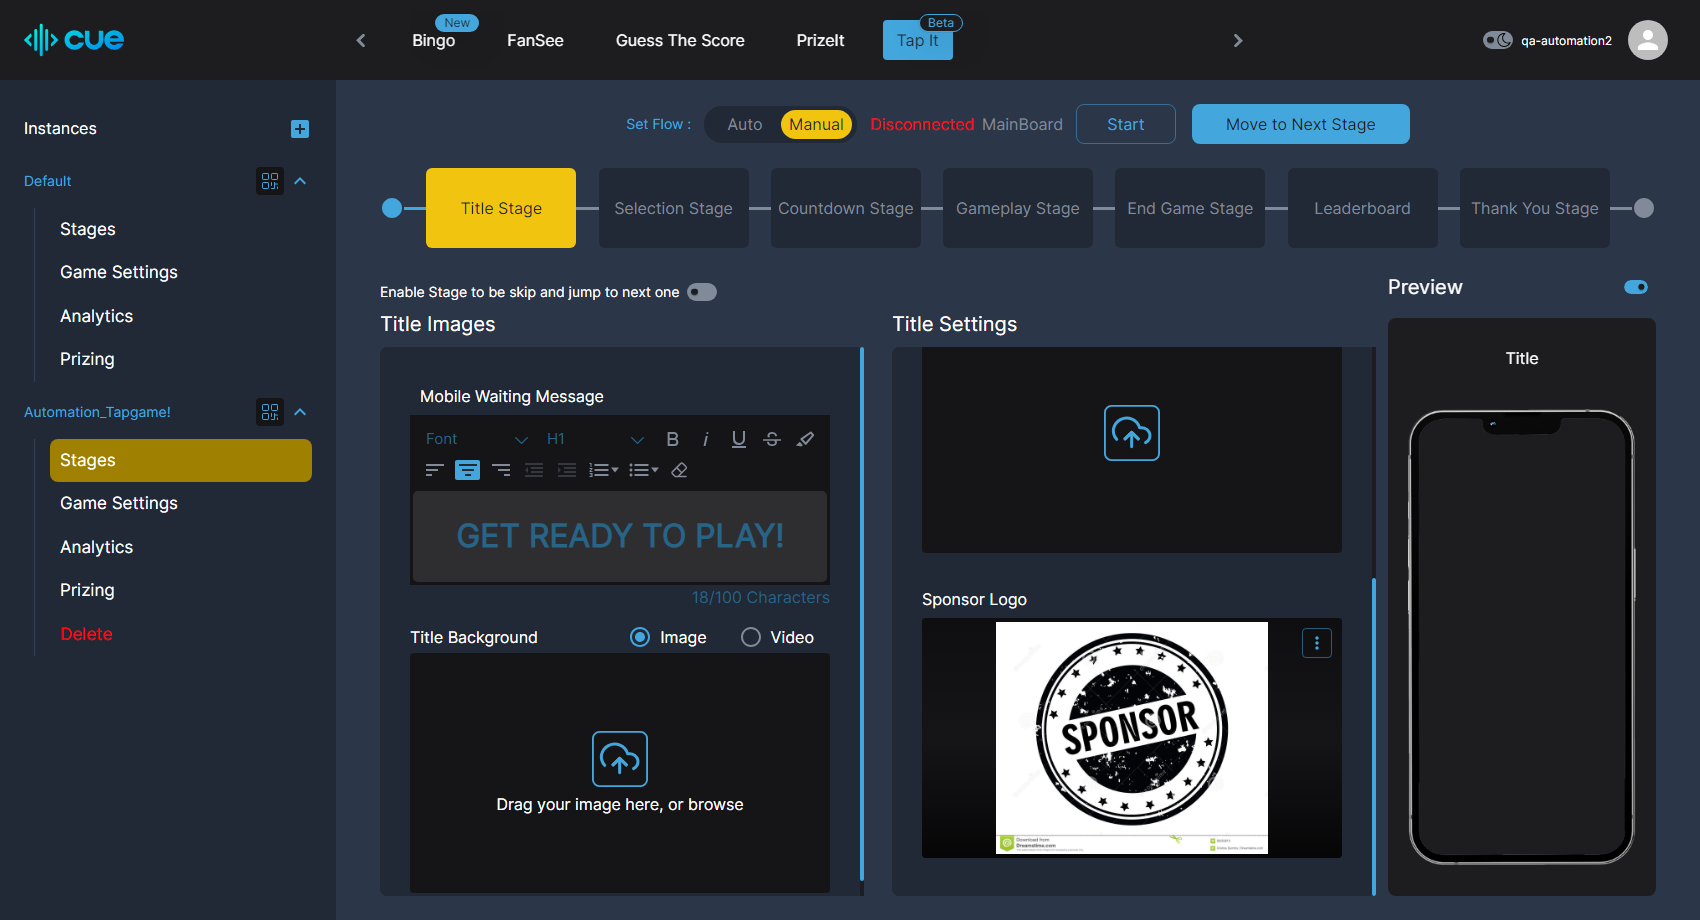 cue
New
Bingo
FanSee
Guess The Score
PrizeIt
Beta
Tap It
qa-automation2
Instances
Default
Stages
Game Settings
Analytics
Prizing
Automation_Tapgame!
Stages
Game Settings
Analytics
Prizing
Delete
Set Flow :
Auto
Manual
Disconnected MainBoard
Start
Move to Next Stage
Title Stage
Selection Stage
Countdown Stage
Gameplay Stage
End Game Stage
Leaderboard
Thank You Stage
Enable Stage to be skip and jump to next one
Title Images
Mobile Waiting Message
Font
H1
B
i
U
S
GET READY TO PLAY!
18/100 Characters
Title Background
Image
Video
Drag your image here, or browse
Title Settings
Sponsor Logo
SPONSOR
Download from
Dreamstime.com
Preview
Title